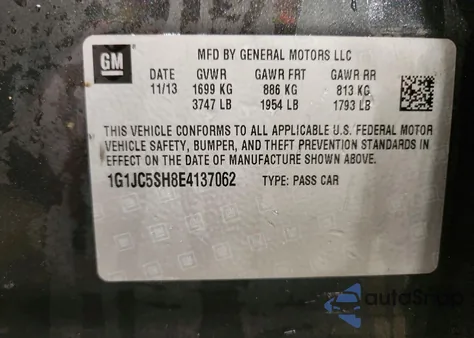 GM
MFD BY GENERAL MOTORS LLC
DATE GVWR GAWR FRT GAWR RR
11/13 1699 KG 886 KG 813 KG
3747 LB 1954 LB 1793 LB
THIS VEHICLE CONFORMS TO ALL APPLICABLE U.S. FEDERAL MOTOR
VEHICLE SAFETY, BUMPER, AND THEFT PREVENTION STANDARDS IN
EFFECT ON THE DATE OF MANUFACTURE SHOWN ABOVE.
1G1JC5SH8E4137062 TYPE: PASS CAR
autoSnap